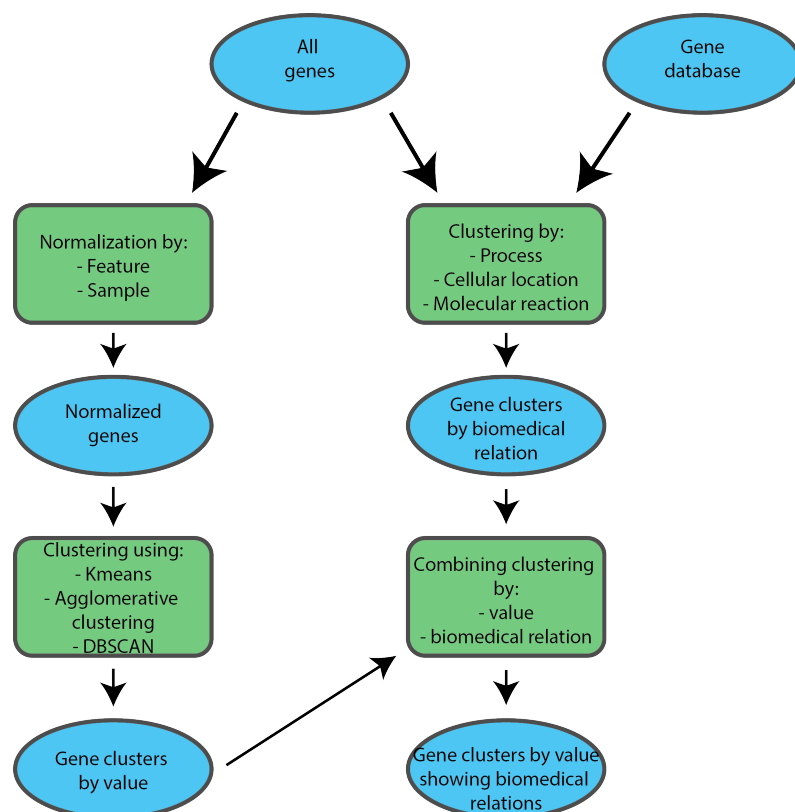 All
genes
Gene
database
Normalization by:
- Feature
- Sample
Clustering by:
- Process
- Cellular location
- Molecular reaction
Normalized
genes
Gene clusters
by biomedical
relation
Clustering using:
- Kmeans
- Agglomerative
clustering
- DBSCAN
Combining clustering
by:
- value
- biomedical relation
Gene clusters
by value
Gene clusters by value
showing biomedical
relations